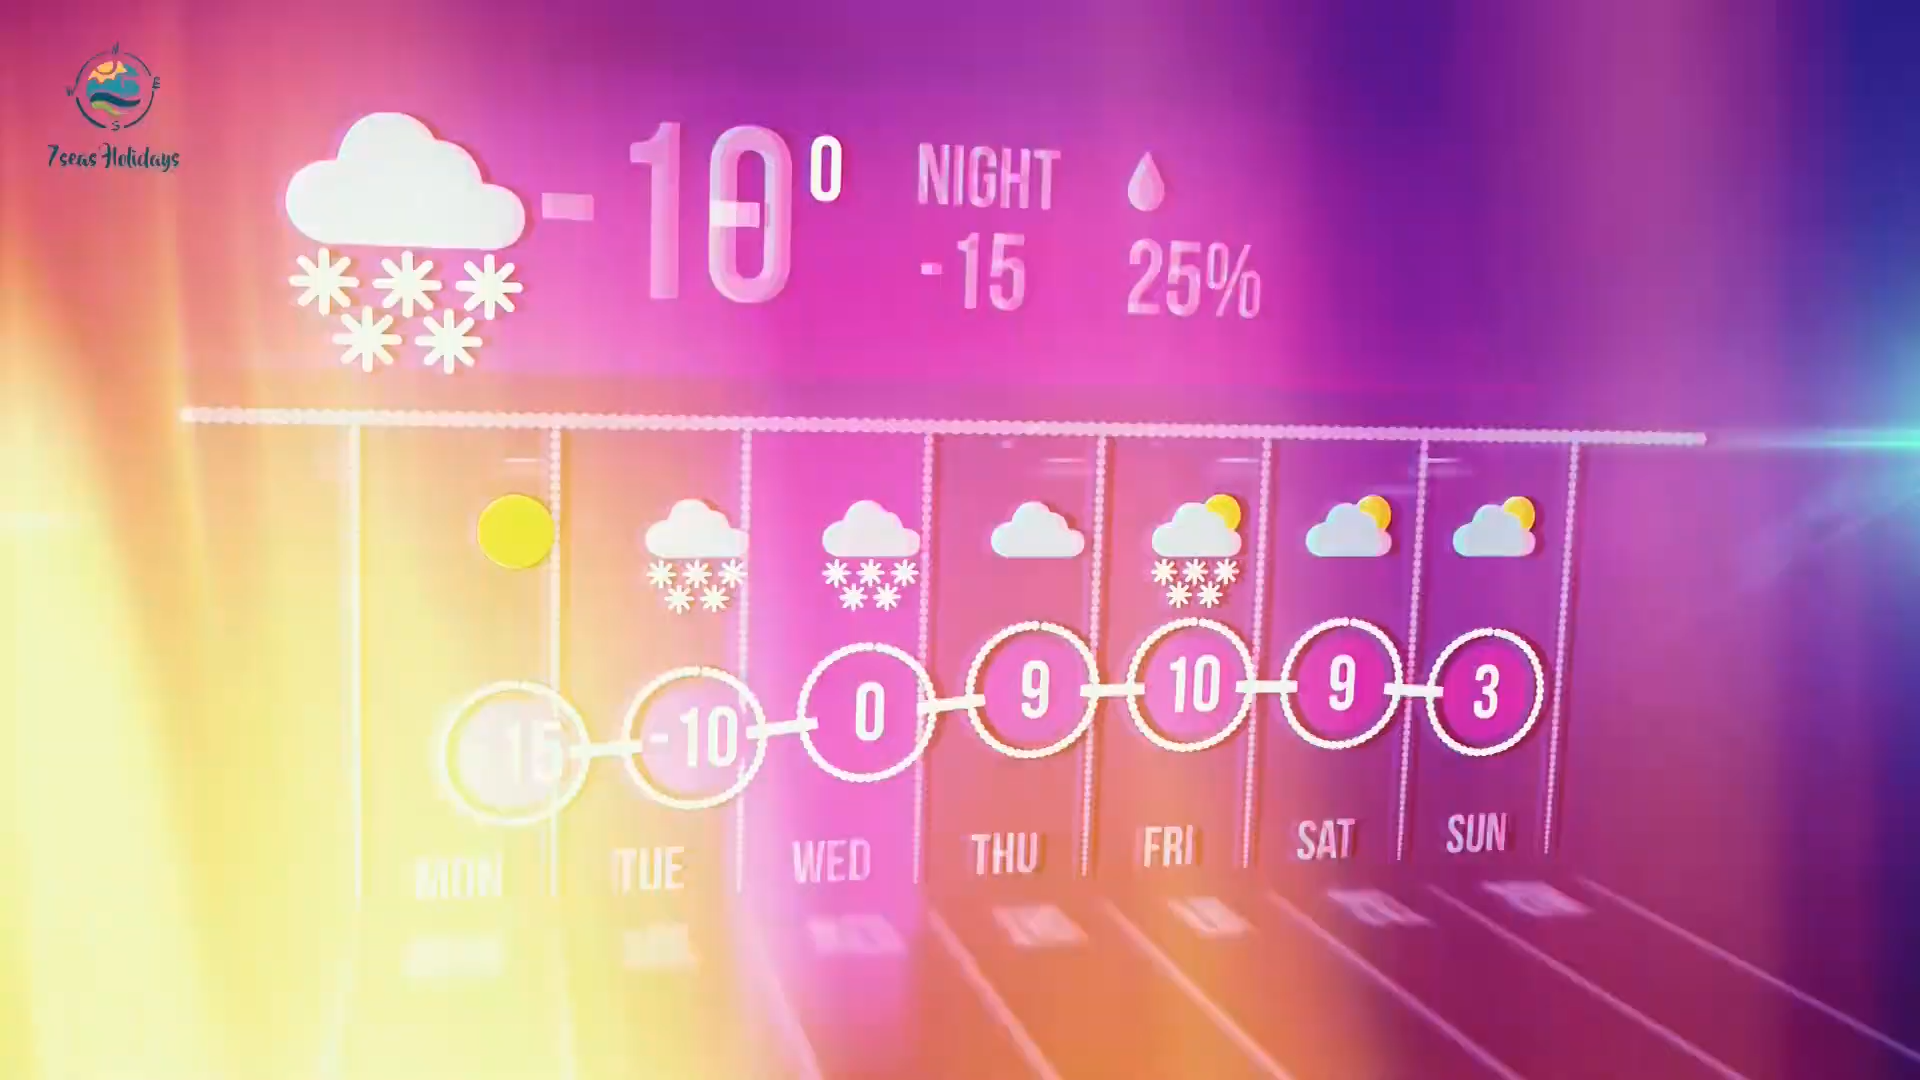 N
W
E
S
7seas Holidays
-10°
NIGHT
-15
25%
15
-10
0
9
10
9
3
MON
TUE
WED
THU
FRI
SAT
SUN